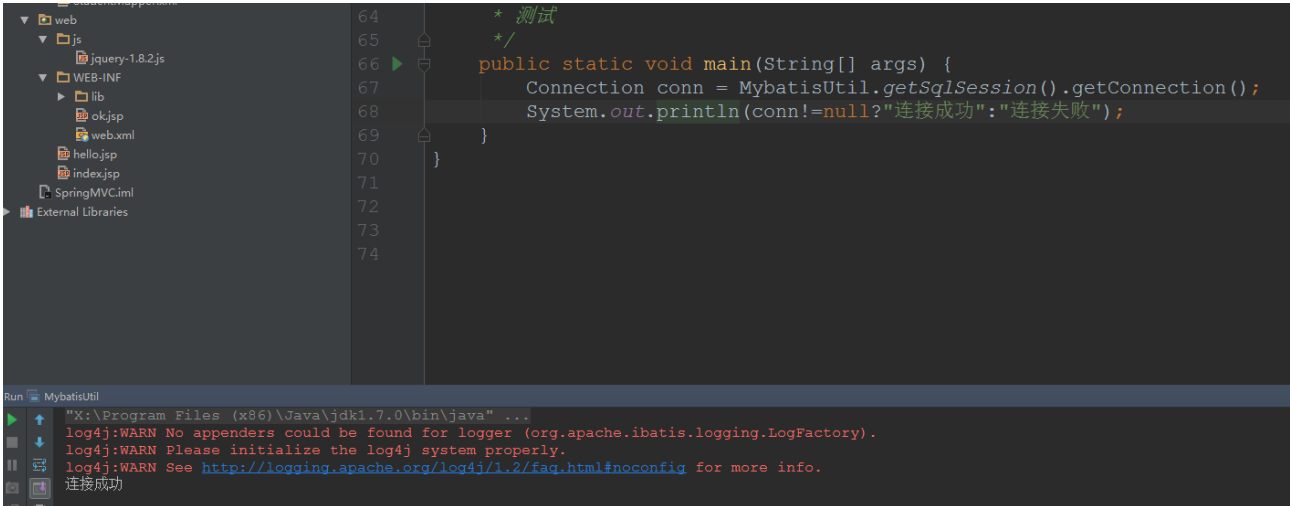 studentMapper.xml
web
js
jquery-1.8.2.js
WEB-INF
lib
ok.jsp
web.xml
hello.jsp
index.jsp
SpringMVC.iml
External Libraries
64 * 测试
65 */
66 public static void main(String[] args) {
67 Connection conn = MybatisUtil.getSqlSession().getConnection();
68 System.out.println(conn!=null?"连接成功":"连接失败");
69 }
70 }
71
72
73
74
Run MybatisUtil
"X:\Program Files (x86)\Java\jdk1.7.0\bin\java" ...
log4j:WARN No appenders could be found for logger (org.apache.ibatis.logging.LogFactory).
log4j:WARN Please initialize the log4j system properly.
log4j:WARN See http://logging.apache.org/log4j/1.2/faq.html#noconfig for more info.
连接成功